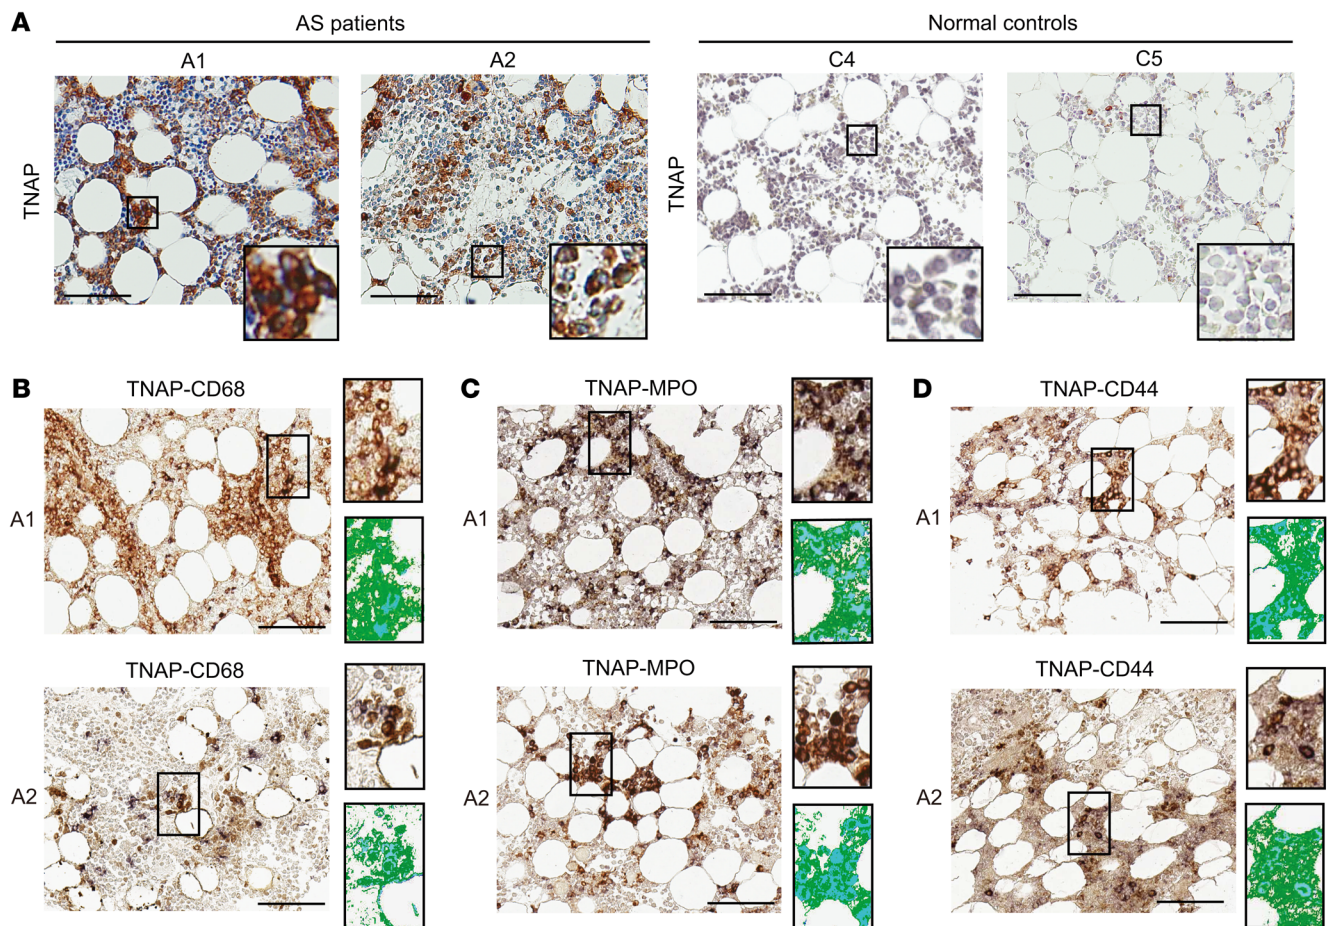 A
AS patients
Normal controls
A1
A2
C4
C5
TNAP
TNAP
B
TNAP-CD68
C
TNAP-MPO
D
TNAP-CD44
A1
A1
A1
TNAP-CD68
TNAP-MPO
TNAP-CD44
A2
A2
A2